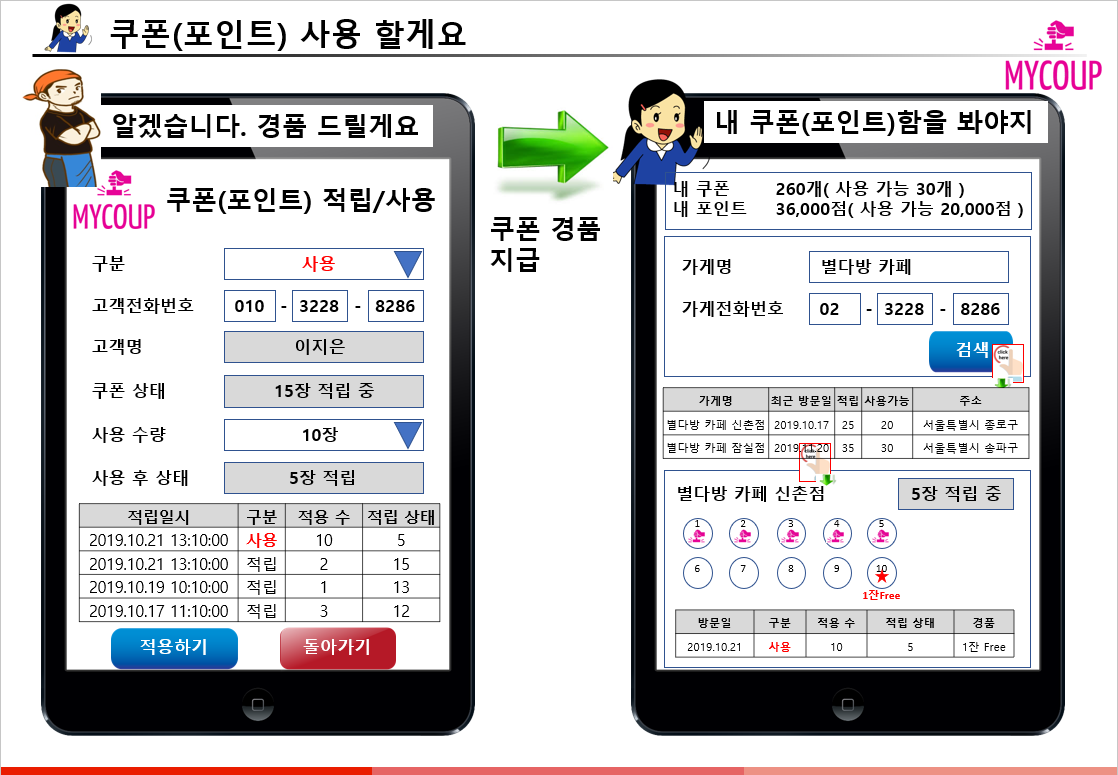 쿠폰(포인트) 사용 할게요
MYCOUP
알겠습니다. 경품 드릴게요
MYCOUP
쿠폰(포인트) 적립/사용
구분 사용
고객전화번호 010 - 3228 - 8286
고객명 이지은
쿠폰 상태 15장 적립 중
사용 수량 10장
사용 후 상태 5장 적립
적립일시 구분 적용 수 적립 상태
2019.10.21 13:10:00 사용 10 5
2019.10.21 13:10:00 적립 2 15
2019.10.19 10:10:00 적립 1 13
2019.10.17 11:10:00 적립 3 12
적용하기 돌아가기
쿠폰 경품
지급
내 쿠폰(포인트)함을 봐야지
내 쿠폰 260개( 사용 가능 30개 )
내 포인트 36,000점( 사용 가능 20,000점 )
가게명 별다방 카페
가게전화번호 02 - 3228 - 8286
검색
click
here
가게명 최근 방문일 적립 사용가능 주소
별다방 카페 신촌점 2019.10.17 25 20 서울특별시 종로구
별다방 카페 잠실점 2019.11.20 35 30 서울특별시 송파구
click
here
별다방 카페 신촌점 5장 적립 중
1 2 3 4 5
6 7 8 9 10
1잔Free
방문일 구분 적용 수 적립 상태 경품
2019.10.21 사용 10 5 1잔 Free